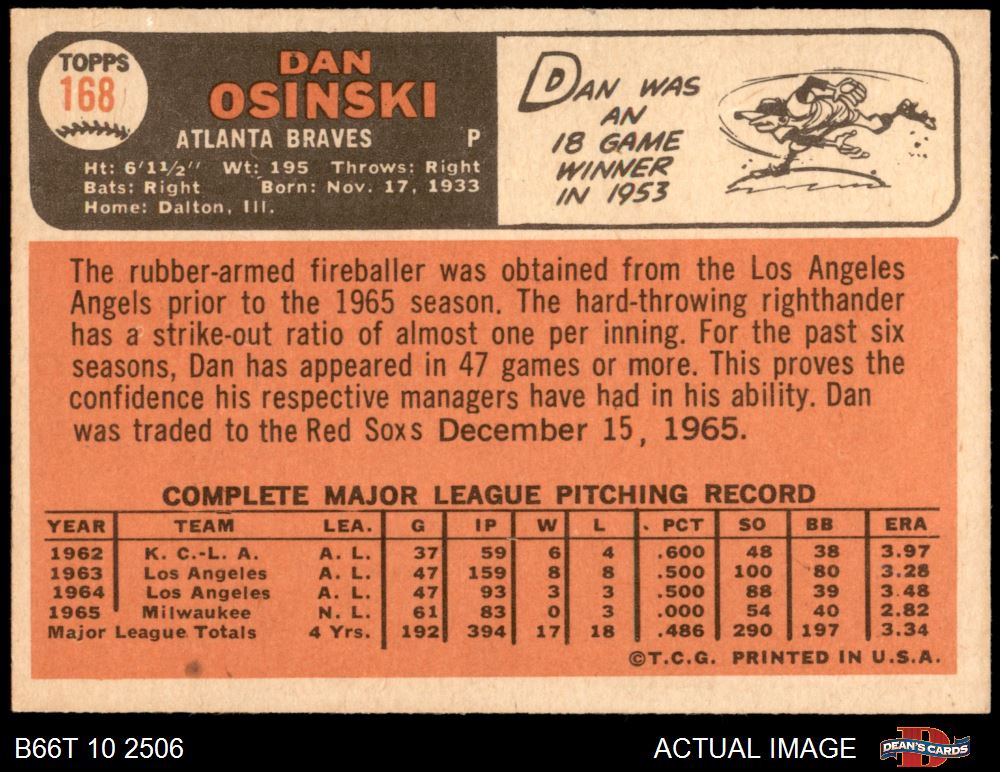 TOPPS
168
DAN
OSINSKI
ATLANTA BRAVES P
Ht: 6'11/2" Wt: 195 Throws: Right
Bats: Right Born: Nov. 17, 1933
Home: Dalton, Ill.
DAN WAS
AN
18 GAME
WINNER
IN 1953
The rubber-armed fireballer was obtained from the Los Angeles
Angels prior to the 1965 season. The hard-throwing righthander
has a strike-out ratio of almost one per inning. For the past six
seasons, Dan has appeared in 47 games or more. This proves the
confidence his respective managers have had in his ability. Dan
was traded to the Red Soxs December 15, 1965.
COMPLETE MAJOR LEAGUE PITCHING RECORD
YEAR TEAM LEA. G IP W L PCT SO BB ERA
1962 K. C.-L. A. A. L. 37 59 6 4 .600 48 38 3.97
1963 Los Angeles A. L. 47 159 8 8 .500 100 80 3.28
1964 Los Angeles A. L. 47 93 3 3 .500 88 39 3.48
1965 Milwaukee N. L. 61 83 0 3 .000 54 40 2.82
Major League Totals 4 Yrs. 192 394 17 18 .486 290 197 3.34
©T.C.G. PRINTED IN U.S.A.
B66T 10 2506 ACTUAL IMAGE DEAN'S CARDS